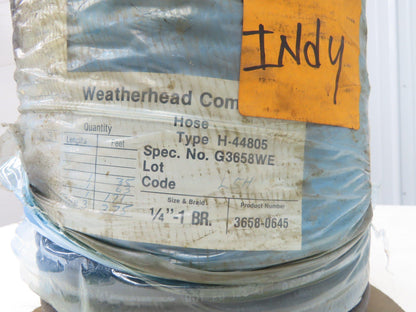 INDY
Weatherhead Com
Hose
Type H-44805
Quantity
Lengths Feet
Spec. No. G3658WE
Lot
Code
Size & Braids Product Number
1/4"-1 BR. 3658-0645